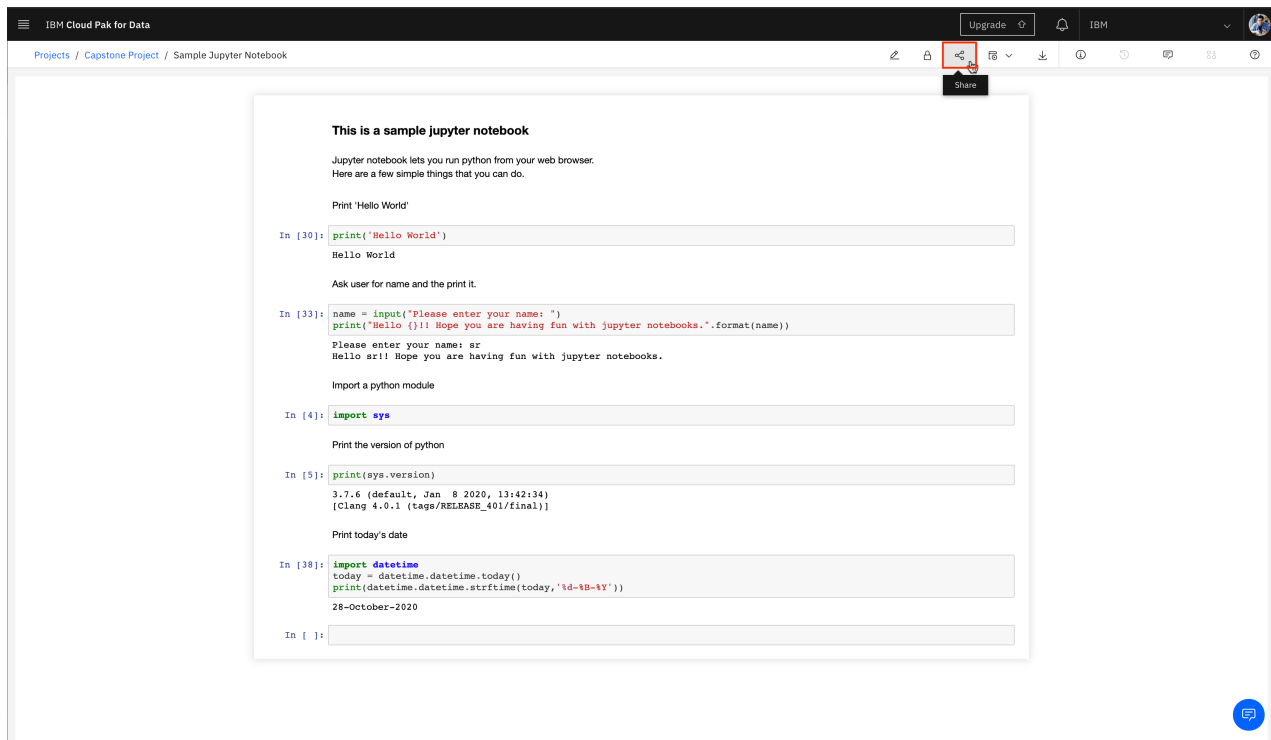 IBM Cloud Pak for Data
Upgrade
IBM
Projects / Capstone Project / Sample Jupyter Notebook
Share
This is a sample jupyter notebook
Jupyter notebook lets you run python from your web browser.
Here are a few simple things that you can do.
Print 'Hello World'
In [30]: print('Hello World')
Hello World
Ask user for name and the print it.
In [33]: name = input("Please enter your name: ")
print("Hello {}!! Hope you are having fun with jupyter notebooks.".format(name))
Please enter your name: sr
Hello sr!! Hope you are having fun with jupyter notebooks.
Import a python module
In [4]: import sys
Print the version of python
In [5]: print(sys.version)
3.7.6 (default, Jan  8 2020, 13:42:34)
[Clang 4.0.1 (tags/RELEASE_401/final)]
Print today's date
In [38]: import datetime
today = datetime.datetime.today()
print(datetime.datetime.strftime(today,'%d-%B-%Y'))
28-October-2020
In [ ]: